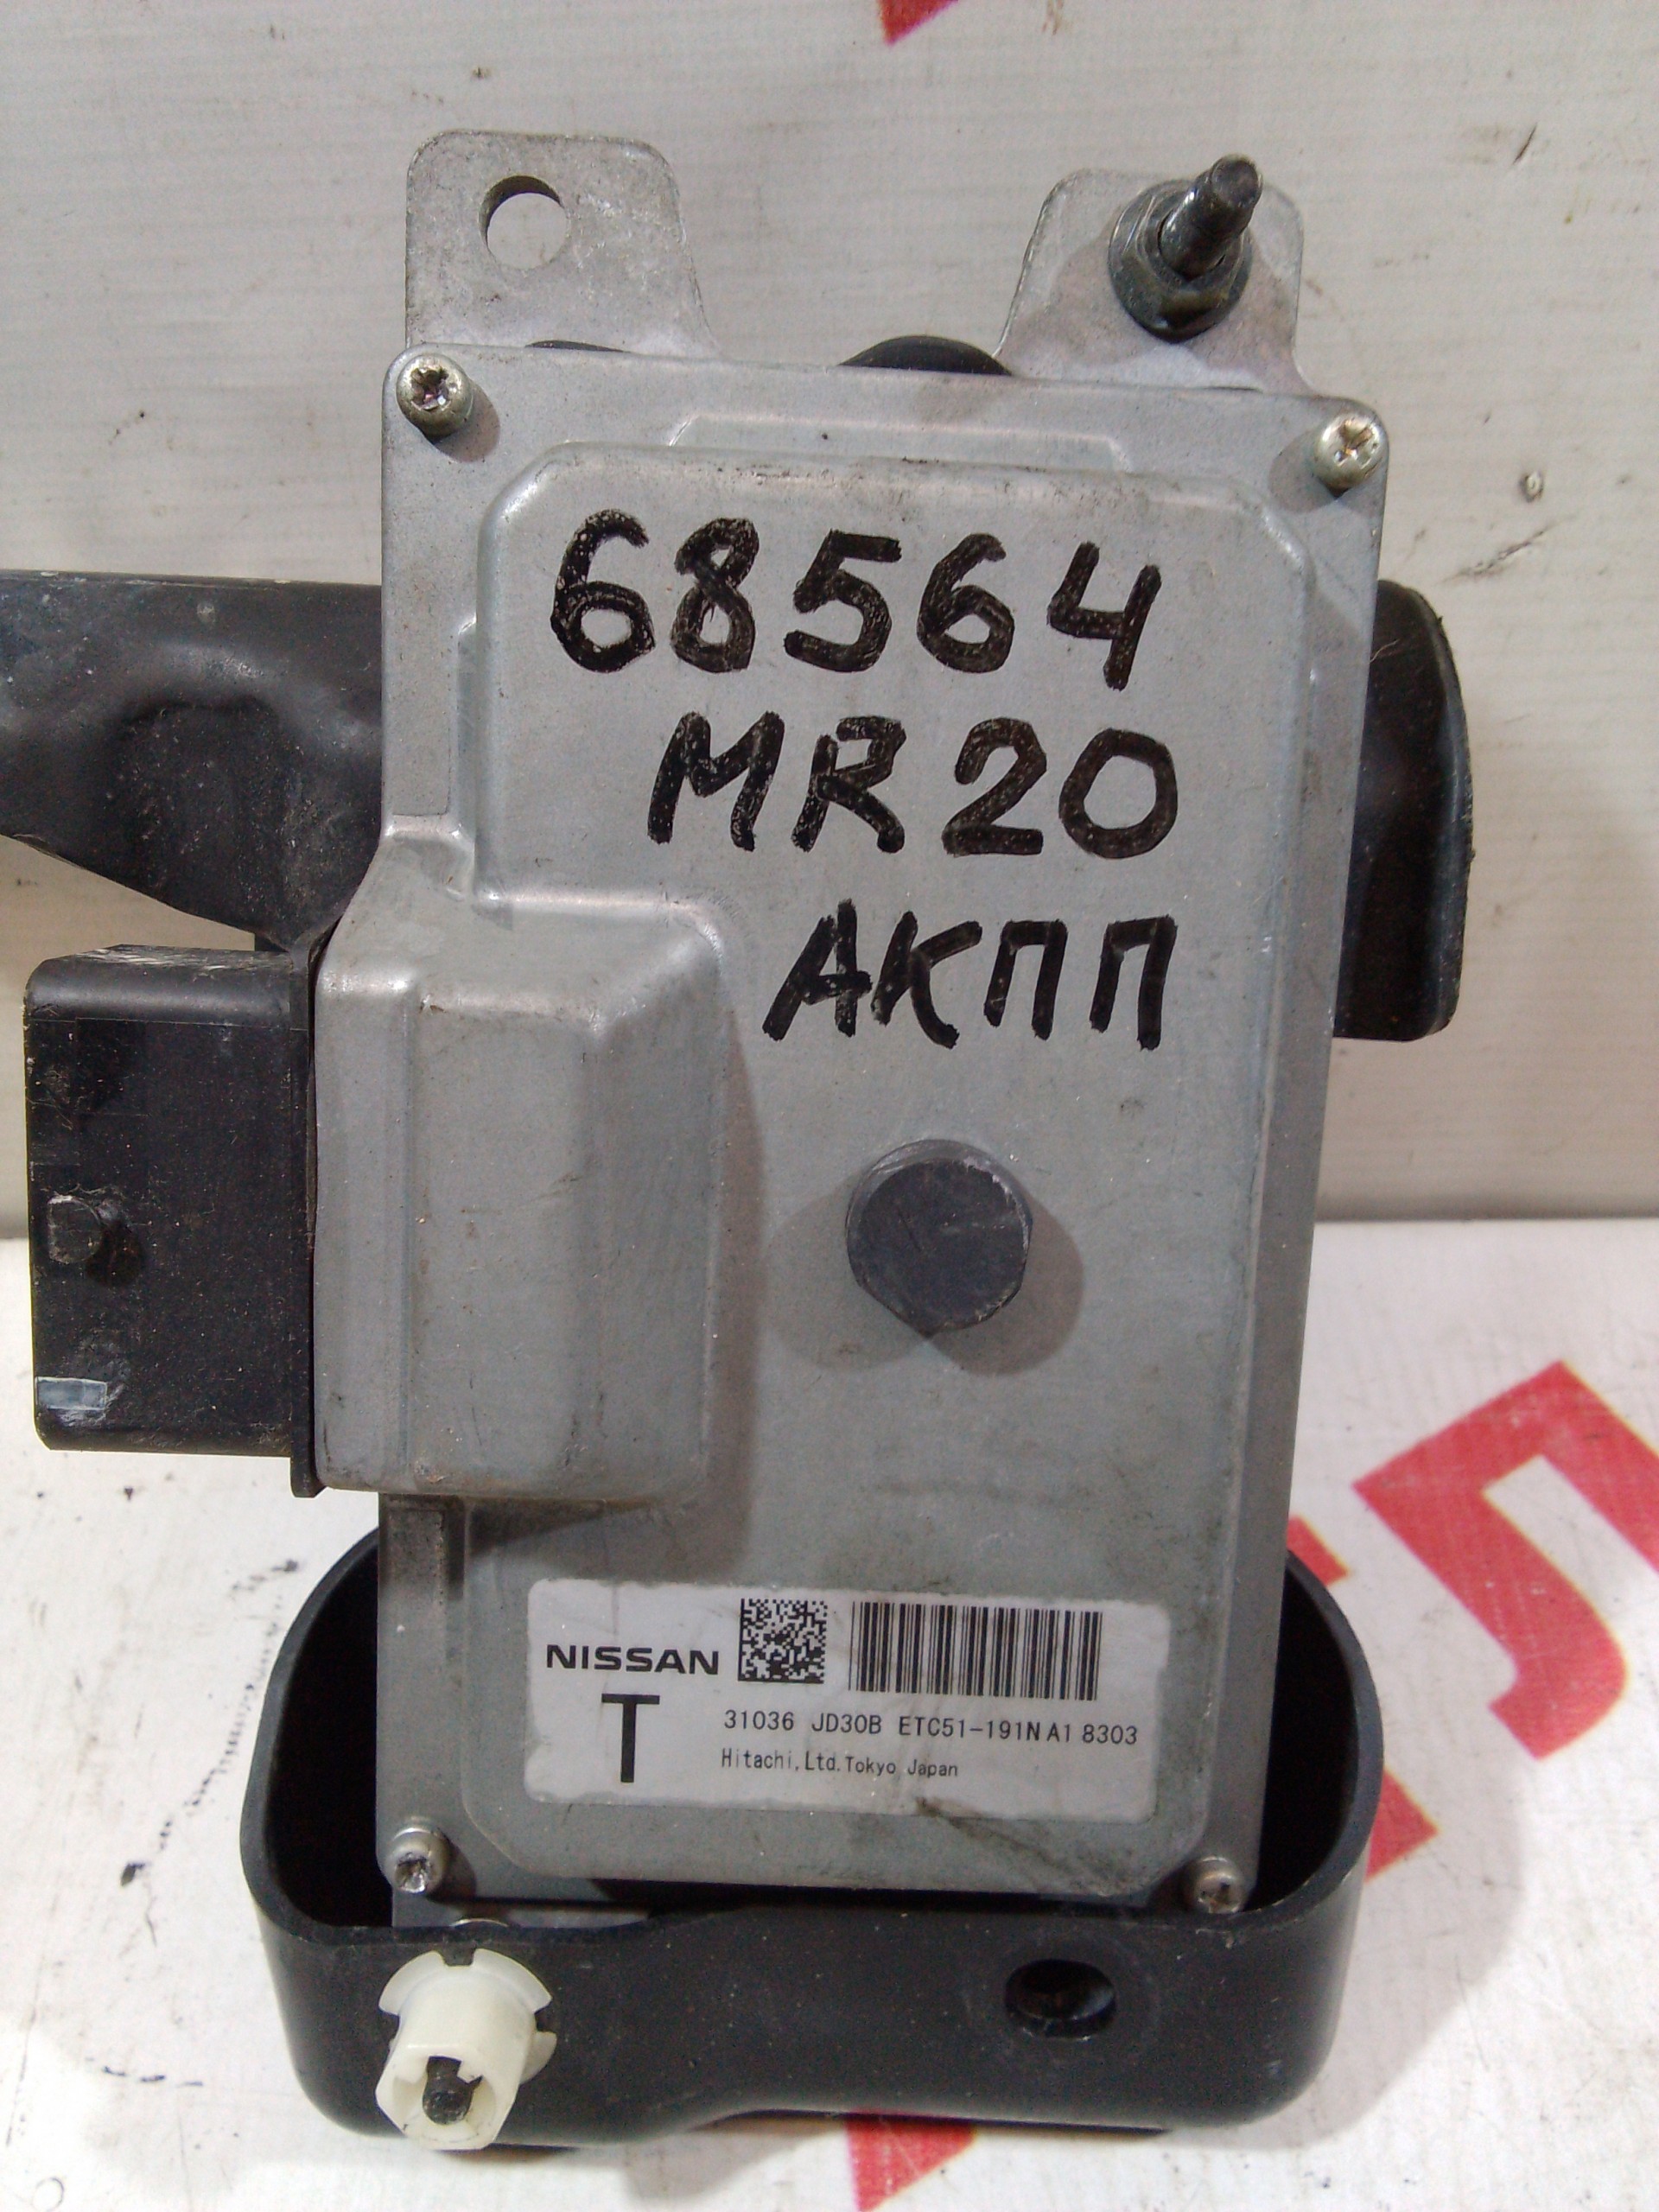 68564
MR20
АКПП
NISSAN
T
31036 JD30B ETC51-191N A1 8303
Hitachi,Ltd.Tokyo Japan